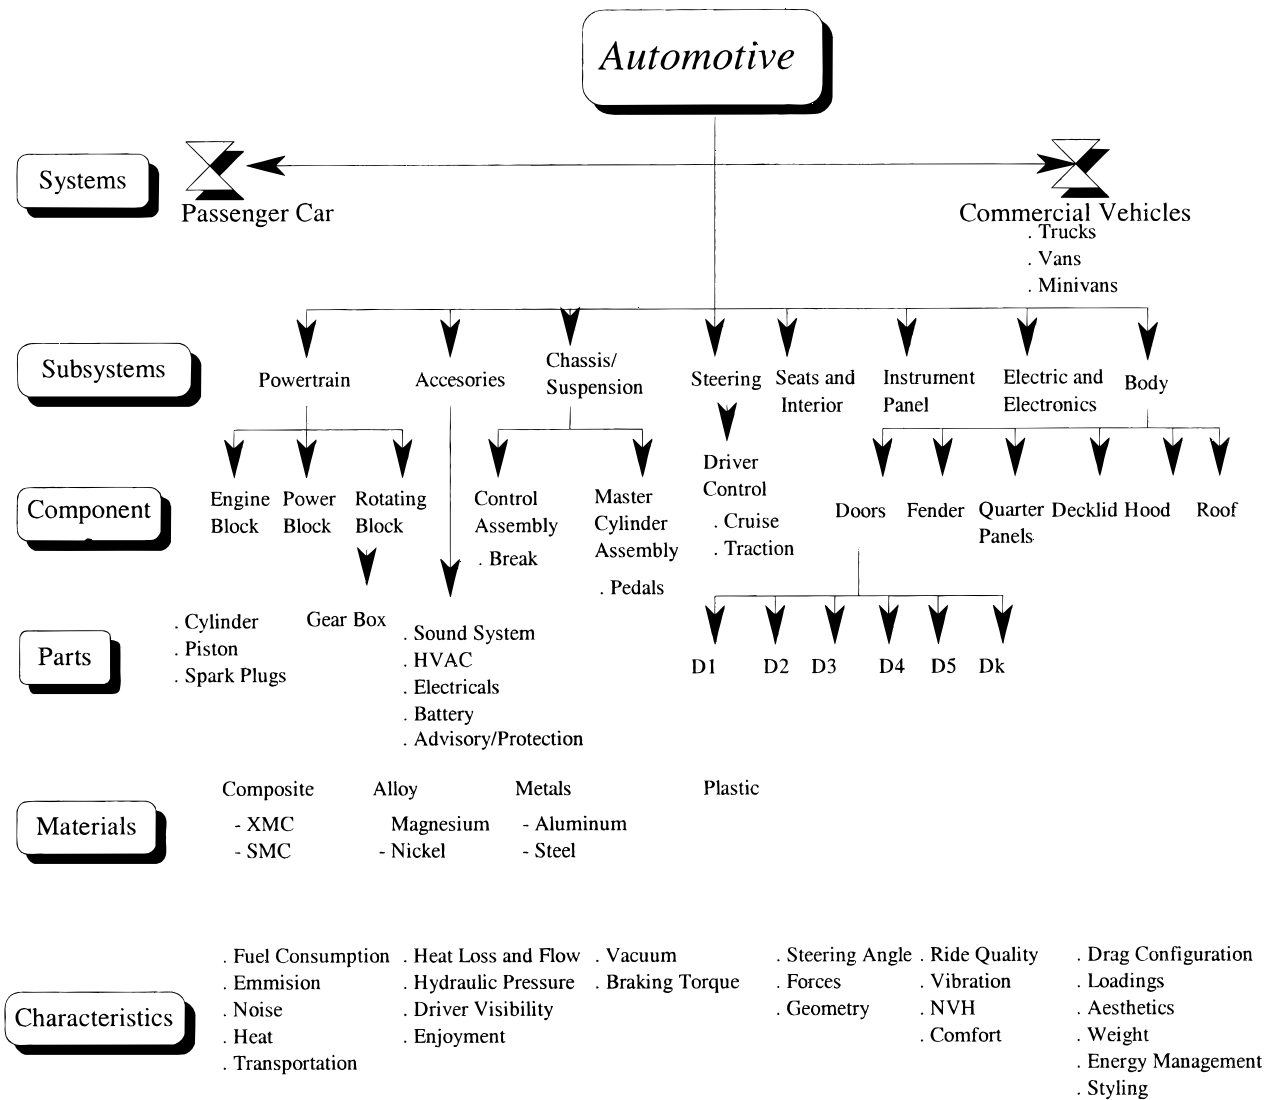 Automotive
Systems
Passenger Car
Commercial Vehicles
. Trucks
. Vans
. Minivans
Subsystems
Powertrain
Accesories
Chassis/
Suspension
Steering
Seats and
Interior
Instrument
Panel
Electric and
Electronics
Body
Component
Engine
Block
Power
Block
Rotating
Block
Control
Assembly
. Break
Master
Cylinder
Assembly
. Pedals
Driver
Control
. Cruise
. Traction
Doors
Fender
Quarter
Panels
Decklid
Hood
Roof
Parts
. Cylinder
. Piston
. Spark Plugs
Gear Box
. Sound System
. HVAC
. Electricals
. Battery
. Advisory/Protection
D1
D2
D3
D4
D5
Dk
Materials
Composite
- XMC
- SMC
Alloy
Magnesium
- Nickel
Metals
- Aluminum
- Steel
Plastic
Characteristics
. Fuel Consumption
. Emmision
. Noise
. Heat
. Transportation
. Heat Loss and Flow
. Hydraulic Pressure
. Driver Visibility
. Enjoyment
. Vacuum
. Braking Torque
. Steering Angle
. Forces
. Geometry
. Ride Quality
. Vibration
. NVH
. Comfort
. Drag Configuration
. Loadings
. Aesthetics
. Weight
. Energy Management
. Styling